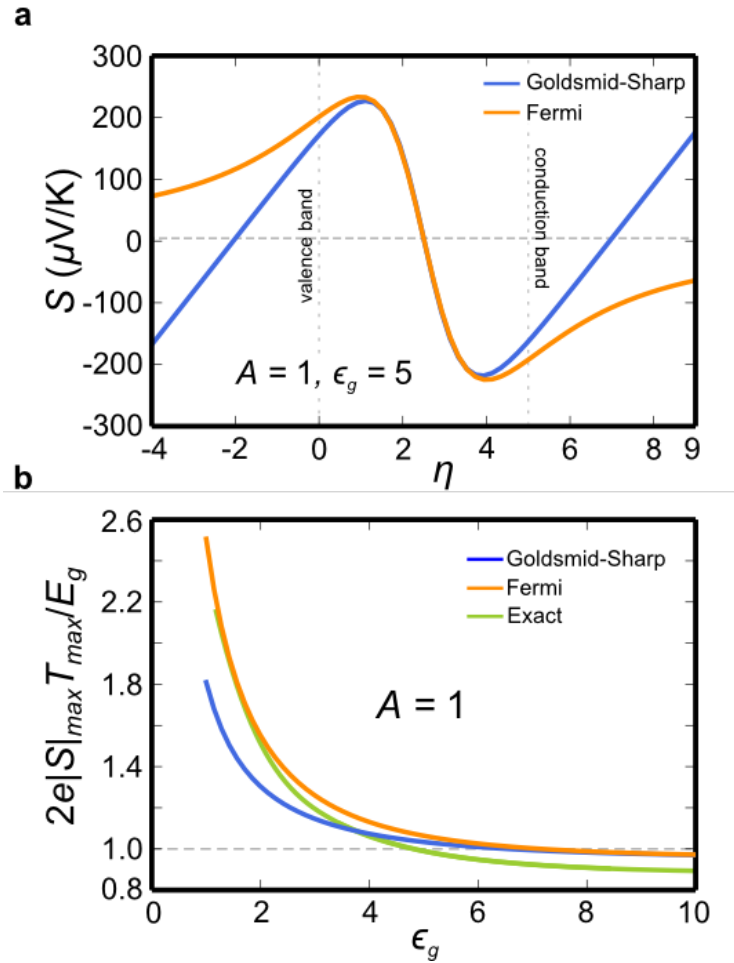 a
300
200
100
0
-100
-200
-300
S (μV/K)
Goldsmid-Sharp
Fermi
valence band
conduction band
A = 1, ϵg = 5
-4 -2 0 2 4 6 8 9
η
b
2.6
2.2
1.8
1.4
1.0
0.8
2e|S|maxTmax/Eg
Goldsmid-Sharp
Fermi
Exact
A = 1
0 2 4 6 8 10
ϵg